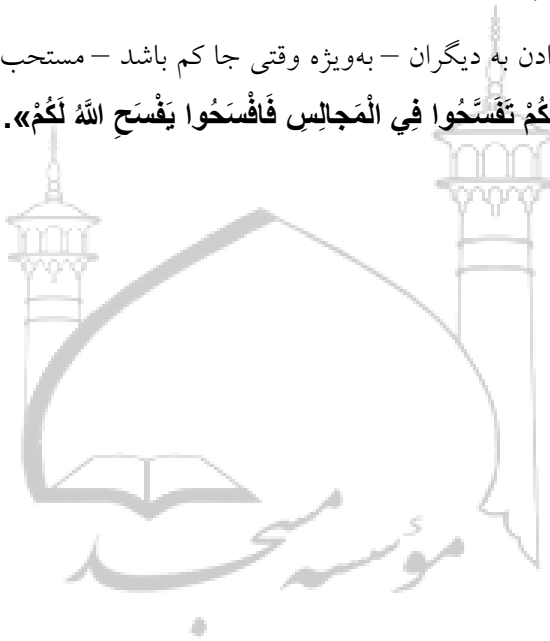 ادن به دیگران – به‌ویژه وقتی جا کم باشد – مستحب
کُمْ تَفَسَّحُوا فِي الْمَجالِسِ فَافْسَحُوا يَفْسَحِ اللَّهُ لَكُمْ».
مؤسسه مسجد